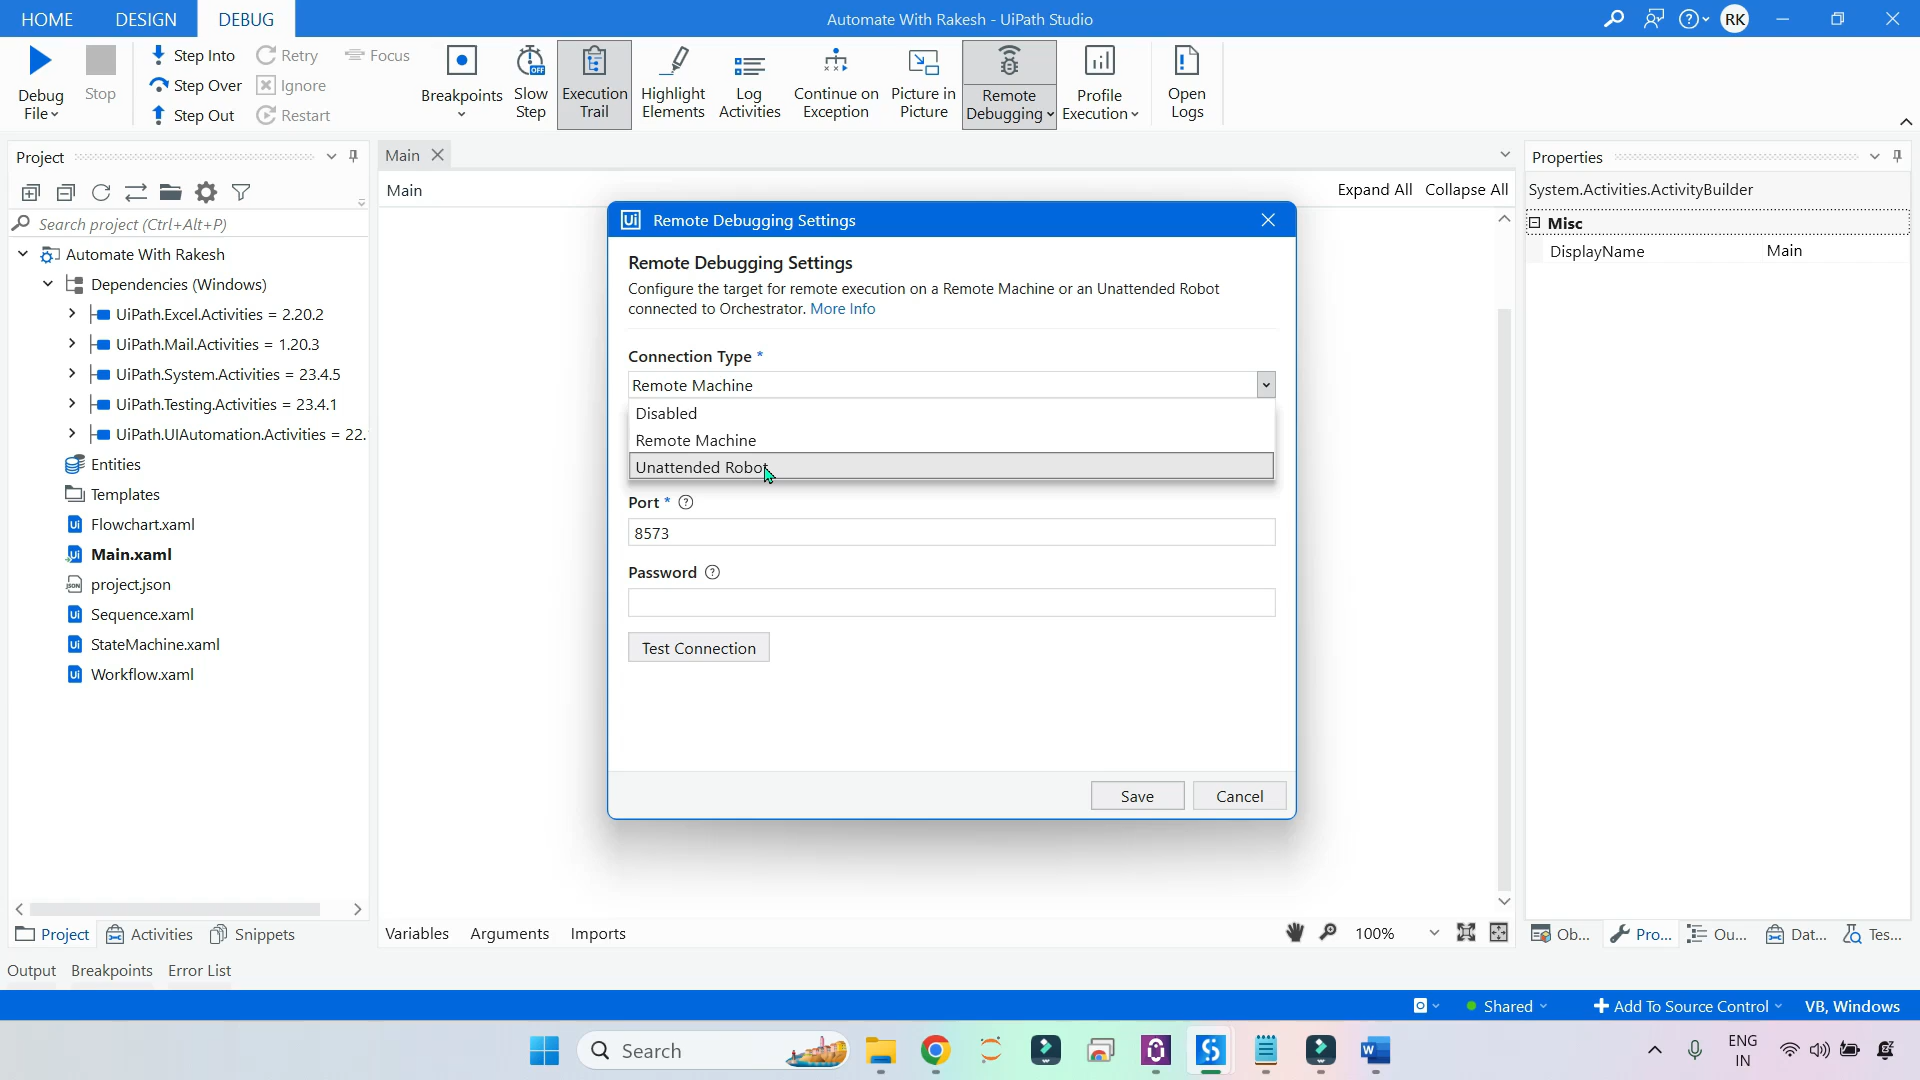 HOME DESIGN DEBUG Automate With Rakesh - UiPath Studio RK
Debug File Stop Step Into Step Over Step Out Retry Ignore Restart Focus Breakpoints Slow Step Execution Trail Highlight Elements Log Activities Continue on Exception Picture in Picture Remote Debugging Profile Execution Open Logs
Project
Search project (Ctrl+Alt+P)
Automate With Rakesh
Dependencies (Windows)
UiPath.Excel.Activities = 2.20.2
UiPath.Mail.Activities = 1.20.3
UiPath.System.Activities = 23.4.5
UiPath.Testing.Activities = 23.4.1
UiPath.UIAutomation.Activities = 22.
Entities
Templates
Flowchart.xaml
Main.xaml
project.json
Sequence.xaml
StateMachine.xaml
Workflow.xaml
Project Activities Snippets
Main
Main Expand All Collapse All
Ui Remote Debugging Settings
Remote Debugging Settings
Configure the target for remote execution on a Remote Machine or an Unattended Robot
connected to Orchestrator. More Info
Connection Type *
Remote Machine
Disabled
Remote Machine
Unattended Robot
Port *
8573
Password
Test Connection
Save Cancel
Variables Arguments Imports 100%
Properties
System.Activities.ActivityBuilder
Misc
DisplayName Main
Ob... Pro... Ou... Dat... Tes...
Output Breakpoints Error List
Shared Add To Source Control VB, Windows
Search ENG
IN